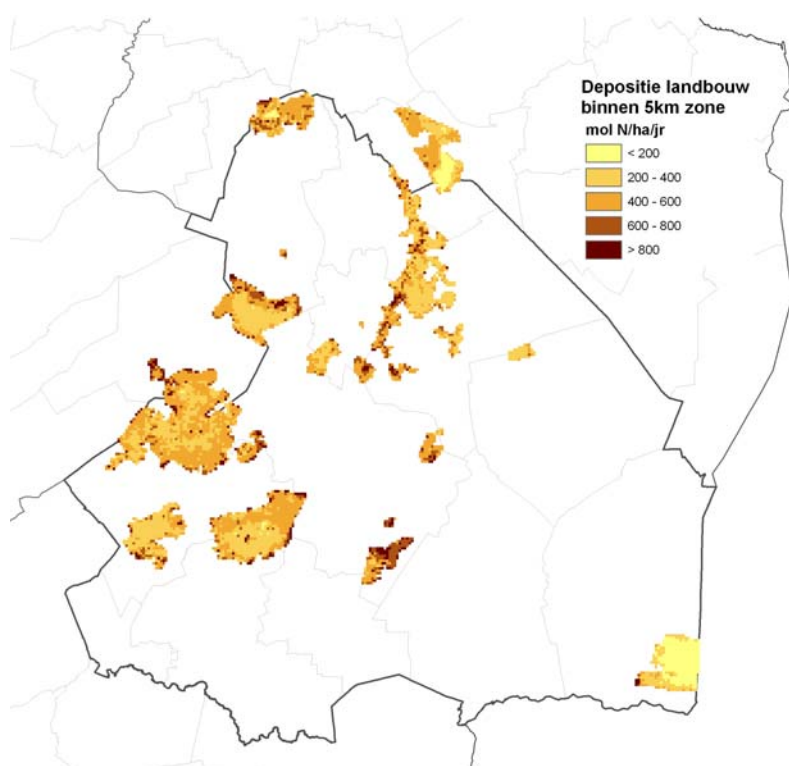 Depositie landbouw
binnen 5km zone
mol N/ha/jr
< 200
200 - 400
400 - 600
600 - 800
> 800